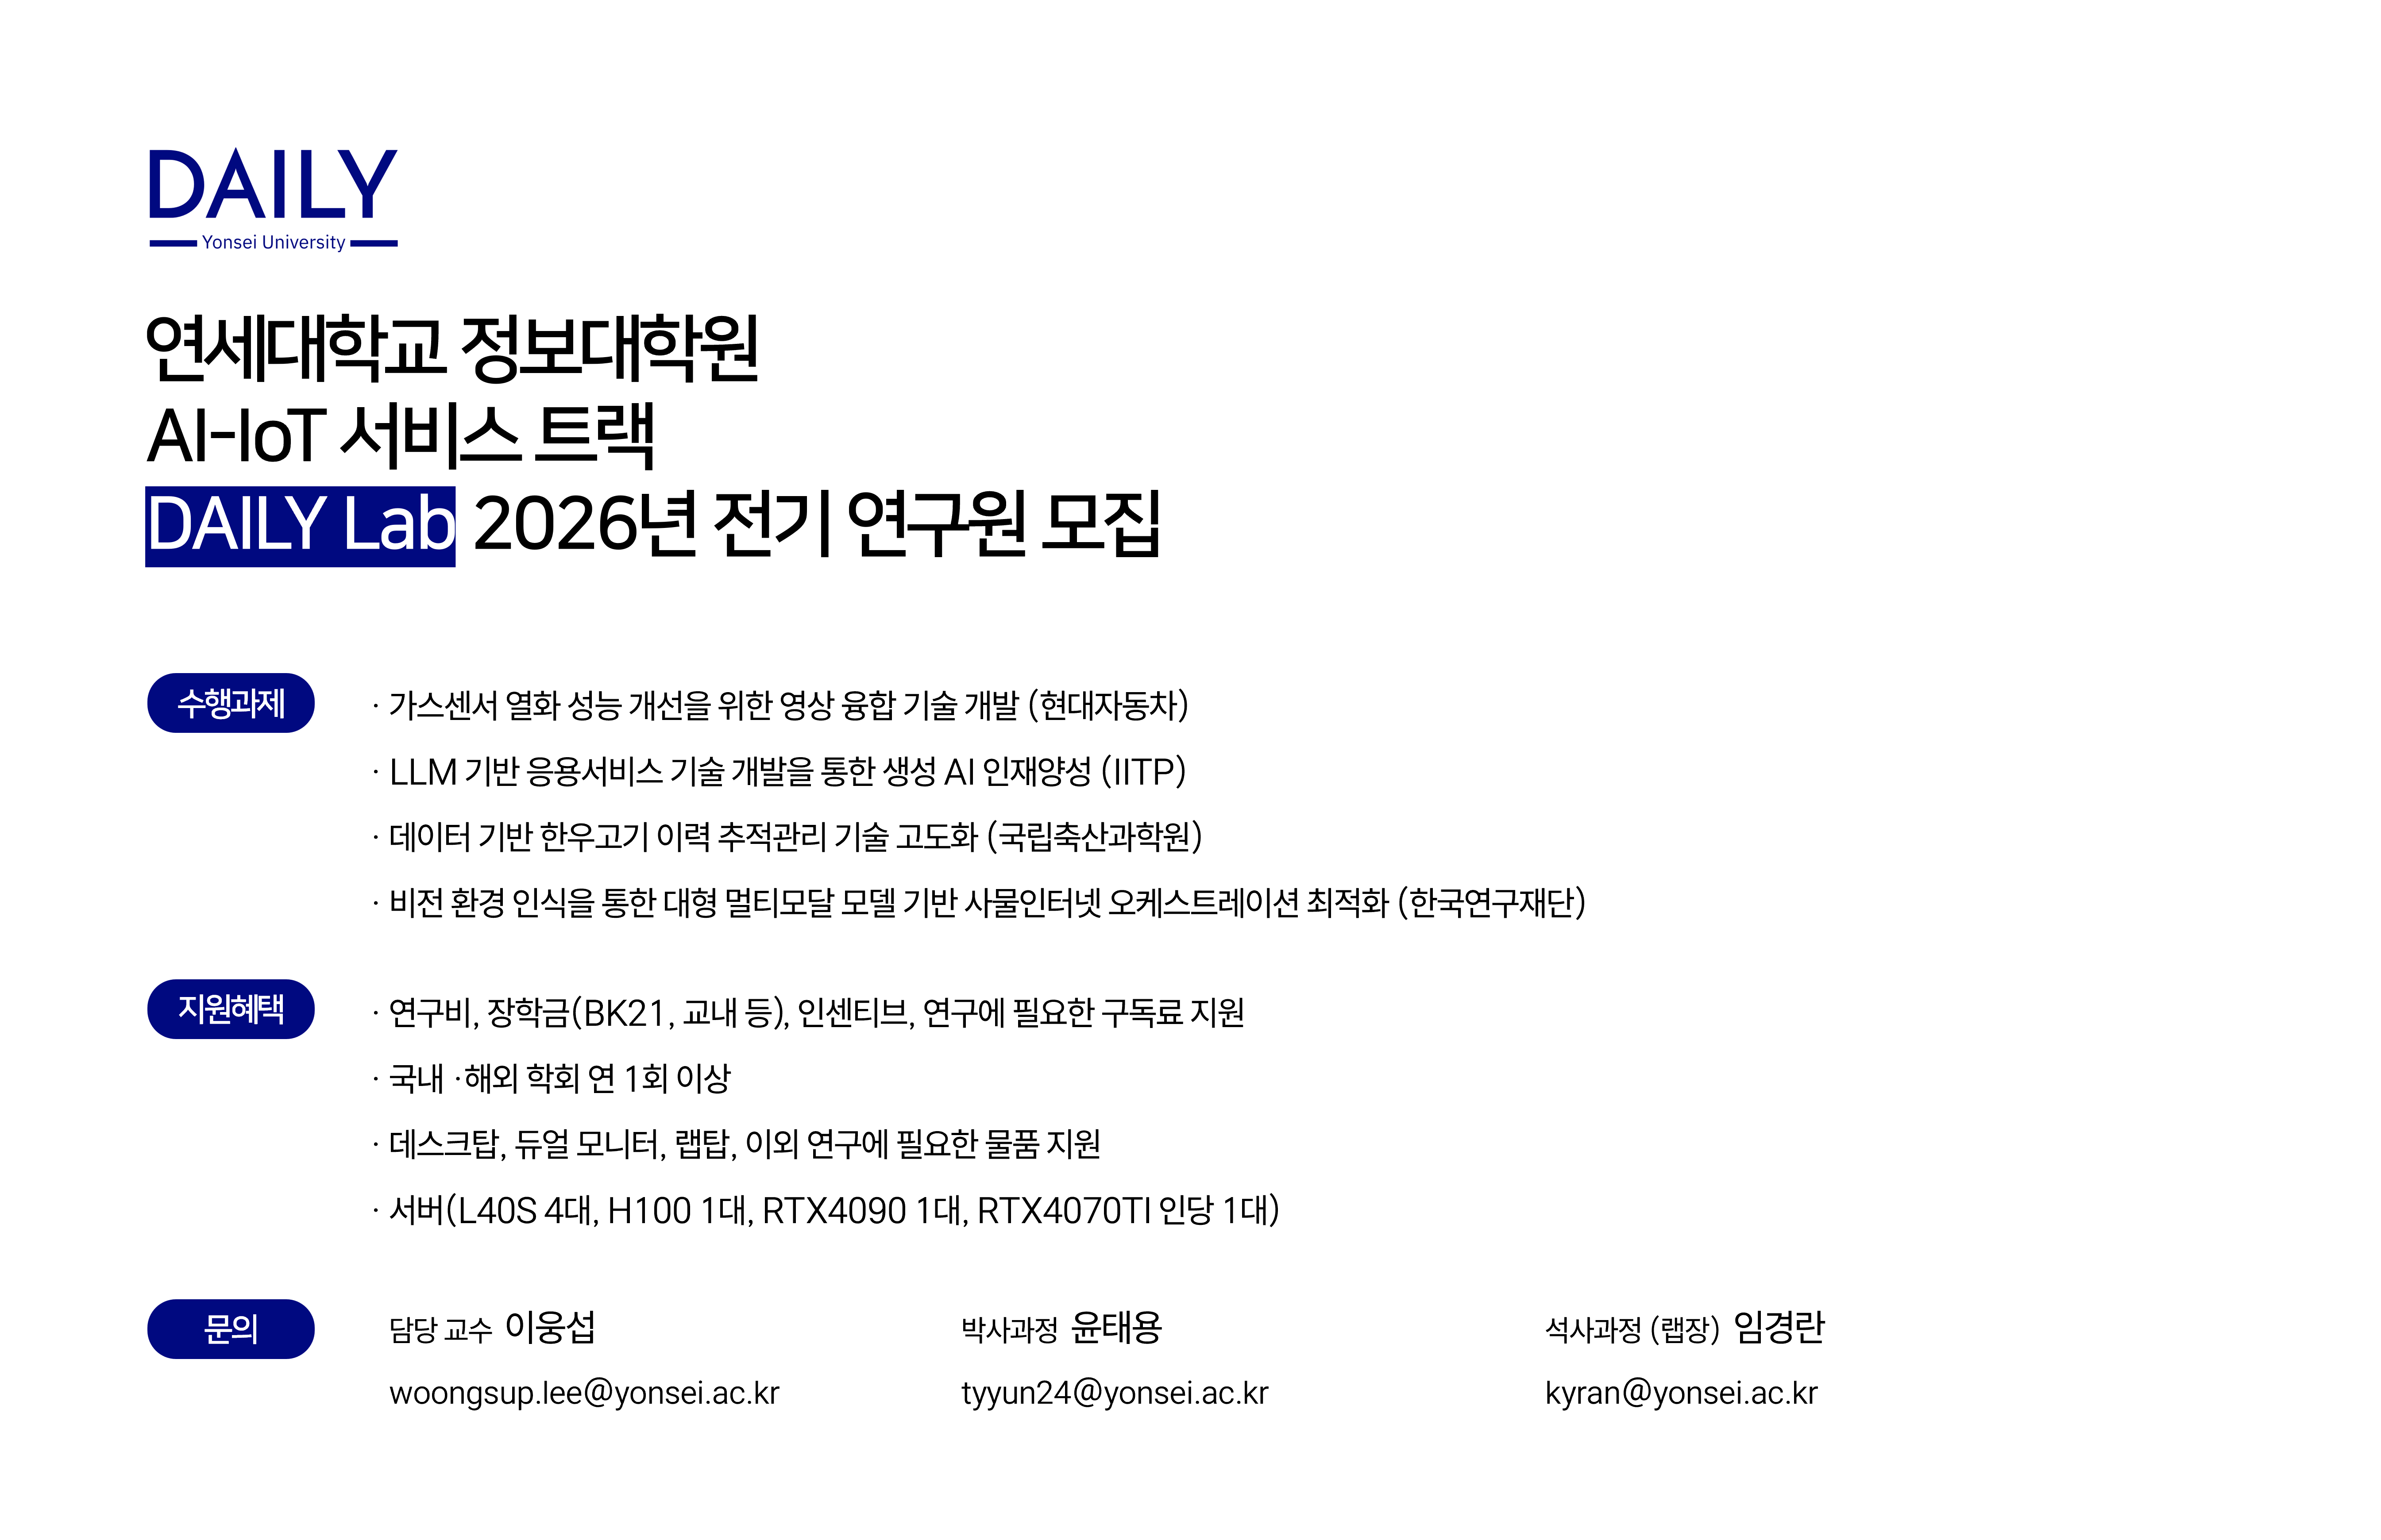 DAILY
Yonsei University
연세대학교 정보대학원
AI-IoT 서비스 트랙
DAILY Lab 2026년 전기 연구원 모집
수행과제
· 가스센서 열화 성능 개선을 위한 영상 융합 기술 개발 (현대자동차)
· LLM 기반 응용서비스 기술 개발을 통한 생성 AI 인재양성 (IITP)
· 데이터 기반 한우고기 이력 추적관리 기술 고도화 (국립축산과학원)
· 비전 환경 인식을 통한 대형 멀티모달 모델 기반 사물인터넷 오케스트레이션 최적화 (한국연구재단)
지원혜택
· 연구비, 장학금(BK21, 교내 등), 인센티브, 연구에 필요한 구독료 지원
· 국내 ·해외 학회 연 1회 이상
· 데스크탑, 듀얼 모니터, 랩탑, 이외 연구에 필요한 물품 지원
· 서버(L40S 4대, H100 1대, RTX4090 1대, RTX4070TI 인당 1대)
문의
담당 교수 이웅섭
woongsup.lee@yonsei.ac.kr
박사과정 윤태용
tyyun24@yonsei.ac.kr
석사과정 (랩장) 임경란
kyran@yonsei.ac.kr